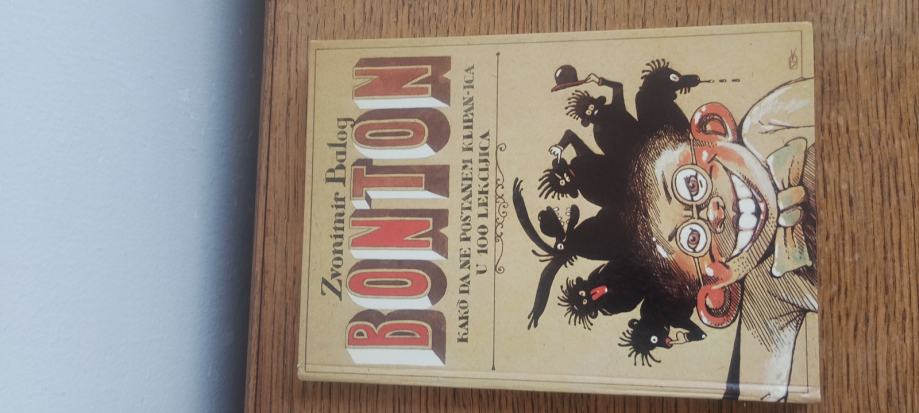 Zvonimir Balog
BONTON
KAKO DA NE POSTANEM KLIPAN-ICA
U 100 LEKCIJICA